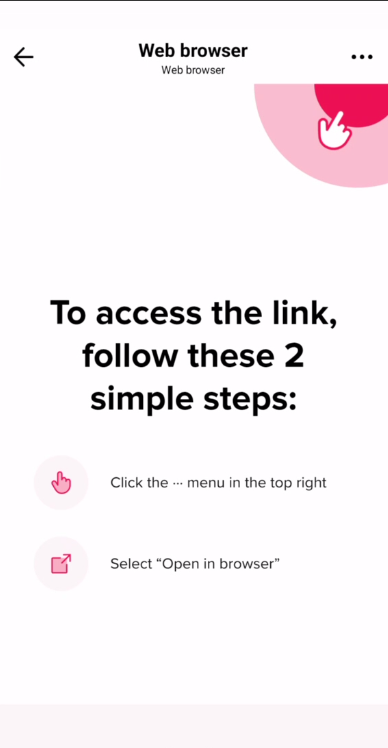 Web browser
Web browser
To access the link,
follow these 2
simple steps:
Click the ··· menu in the top right
Select “Open in browser”